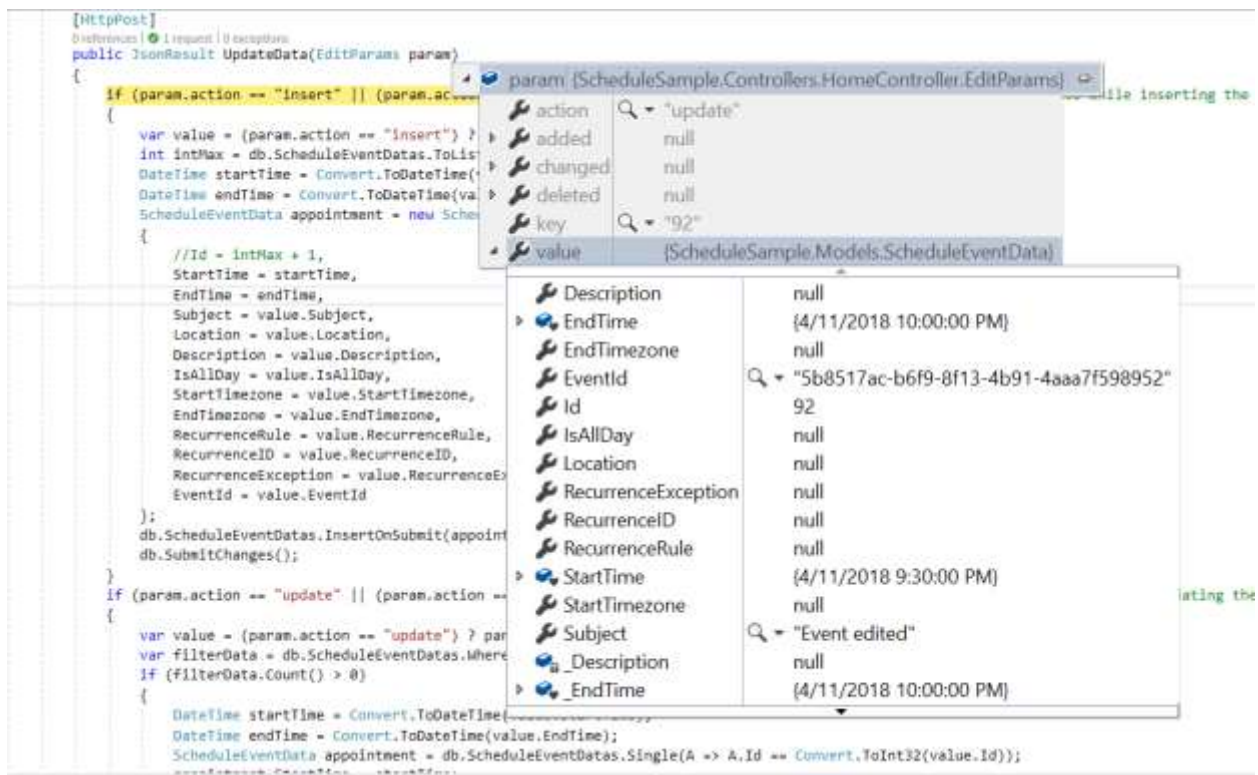 [HttpPost]
0 references | 1 request | 0 exceptions
public JsonResult UpdateData(EditParams param)
{
if (param.action == "insert" || (param.ac
while inserting the
{
var value = (param.action == "insert") ?
int intMax = db.ScheduleEventDatas.ToLis
DateTime startTime = Convert.ToDateTime(
DateTime endTime = Convert.ToDateTime(va
ScheduleEventData appointment = new Sched
{
//Id = intMax + 1,
StartTime = startTime,
EndTime = endTime,
Subject = value.Subject,
Location = value.Location,
Description = value.Description,
IsAllDay = value.IsAllDay,
StartTimezone = value.StartTimezone,
EndTimezone = value.EndTimezone,
RecurrenceRule = value.RecurrenceRule,
RecurrenceID = value.RecurrenceID,
RecurrenceException = value.RecurrenceEx
EventId = value.EventId
};
db.ScheduleEventDatas.InsertOnSubmit(appoint
db.SubmitChanges();
}
if (param.action == "update" || (param.action ==
iating the
{
var value = (param.action == "update") ? par
var filterData = db.ScheduleEventDatas.Where
if (filterData.Count() > 0)
{
DateTime startTime = Convert.ToDateTime(
DateTime endTime = Convert.ToDateTime(value.EndTime);
ScheduleEventData appointment = db.ScheduleEventDatas.Single(A => A.Id == Convert.ToInt32(value.Id));
param {ScheduleSample.Controllers.HomeController.EditParams}
action "update"
added null
changed null
deleted null
key "92"
value {ScheduleSample.Models.ScheduleEventData}
Description null
EndTime {4/11/2018 10:00:00 PM}
EndTimezone null
EventId "5b8517ac-b6f9-8f13-4b91-4aaa7f598952"
Id 92
IsAllDay null
Location null
RecurrenceException null
RecurrenceID null
RecurrenceRule null
StartTime {4/11/2018 9:30:00 PM}
StartTimezone null
Subject "Event edited"
_Description null
_EndTime {4/11/2018 10:00:00 PM}